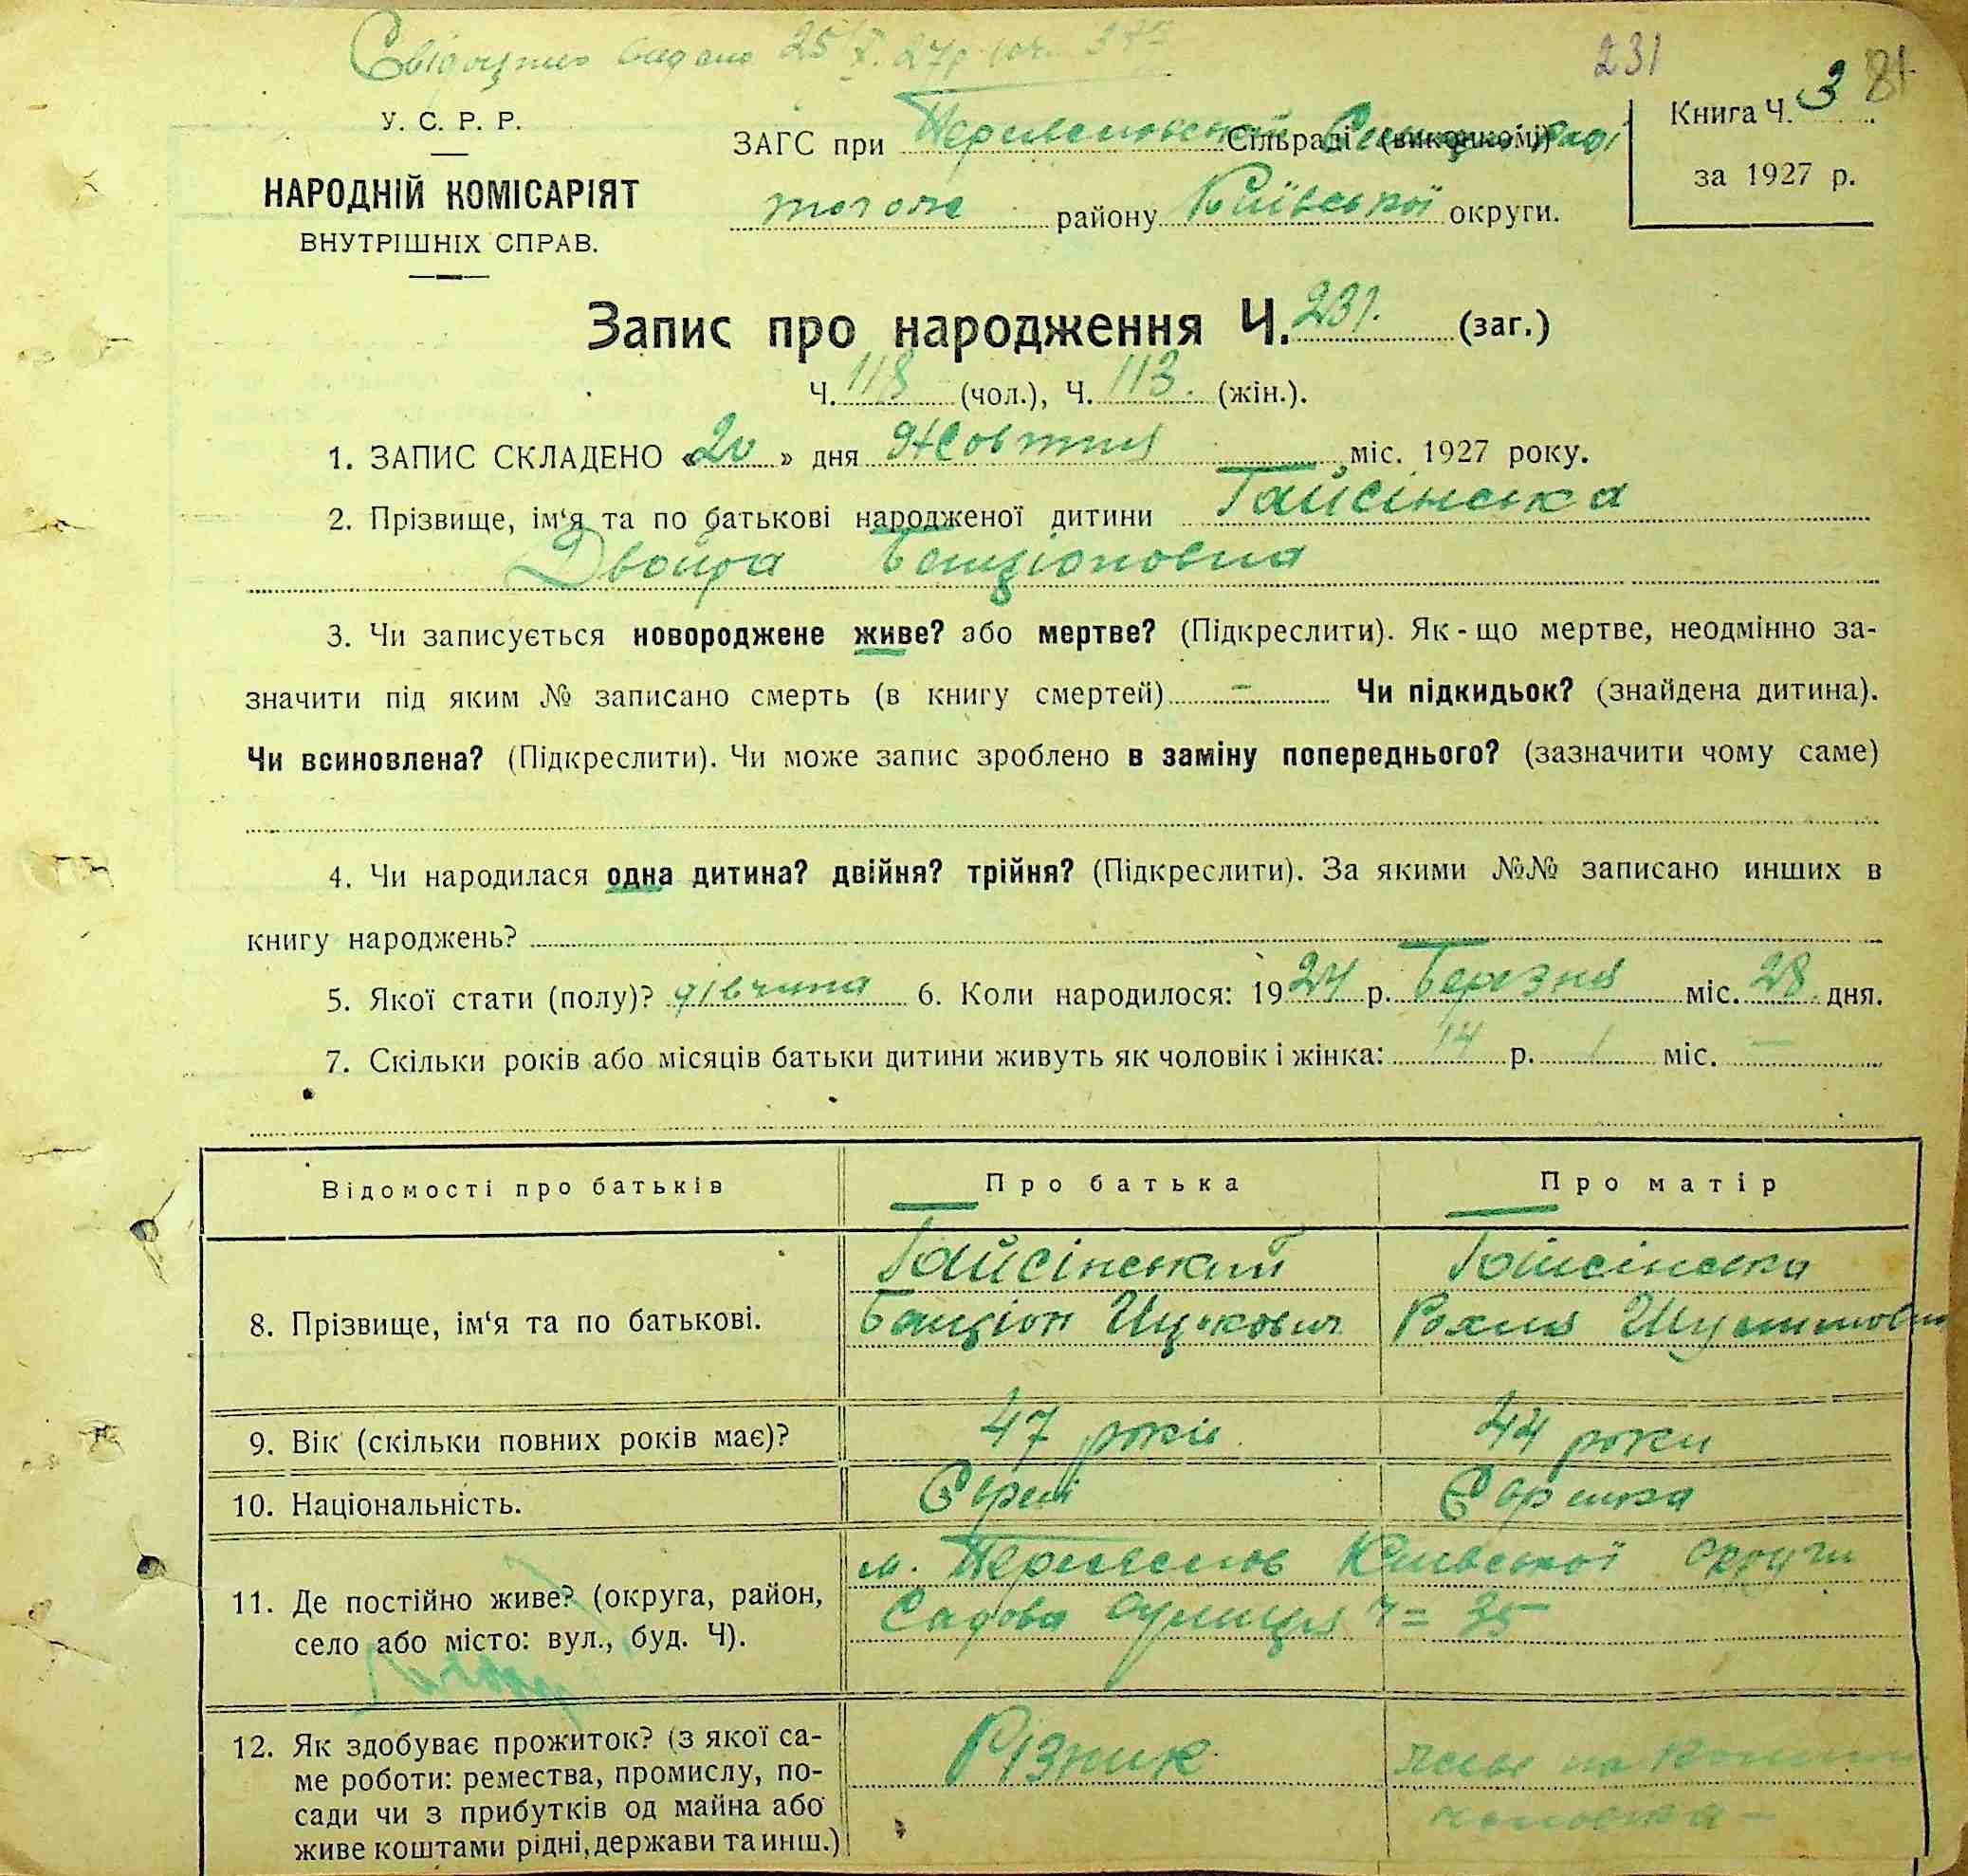 Свідоцтво видано 25/X. 27р.
231
81
У. С. Р. Р.
НАРОДНІЙ КОМІСАРІЯТ
ВНУТРІШНІХ СПРАВ.
ЗАГС при Сільраді (виконкомі)
того ж району Київської округи.
Книга Ч. 3
за 1927 р.
Запис про народження Ч. 231. (заг.)
Ч. 118 (чол.), Ч. 113. (жін.).
1. ЗАПИС СКЛАДЕНО «20» дня Жовтня міс. 1927 року.
2. Прізвище, ім‘я та по батькові народженої дитини Гайсінська
Двойра Бенціоновна
3. Чи записується новороджене живе? або мертве? (Підкреслити). Як-що мертве, неодмінно за-
значити під яким № записано смерть (в книгу смертей) – Чи підкидьок? (знайдена дитина).
Чи всиновлена? (Підкреслити). Чи може запис зроблено в заміну попереднього? (зазначити чому саме)
4. Чи народилася одна дитина? двійня? трійня? (Підкреслити). За якими №№ записано инших в
книгу народжень?
5. Якої стати (полу)? дівчина 6. Коли народилося: 1924 р. Березня міс. 28 дня.
7. Скільки років або місяців батьки дитини живуть як чоловік і жінка: 14 р. / міс. —
Відомості про батьків Про батька Про матір
8. Прізвище, ім‘я та по батькові.
Гайсінський Гайсінська
Бенціон Ицкович Рахиля
9. Вік (скільки повних років має)? 47 років 44 роки
10. Національність. Єврей Єврейка
11. Де постійно живе? (округа, район,
село або місто: вул., буд. Ч).
м. Переяслов Київської округи
Садова вулиця Ч = 35
12. Як здобуває прожиток? (з якої са-
ме роботи: ремества, промислу, по-
сади чи з прибутків од майна або
живе коштами рідні, держави та инш.)
Різник
на кошти
чоловіка –